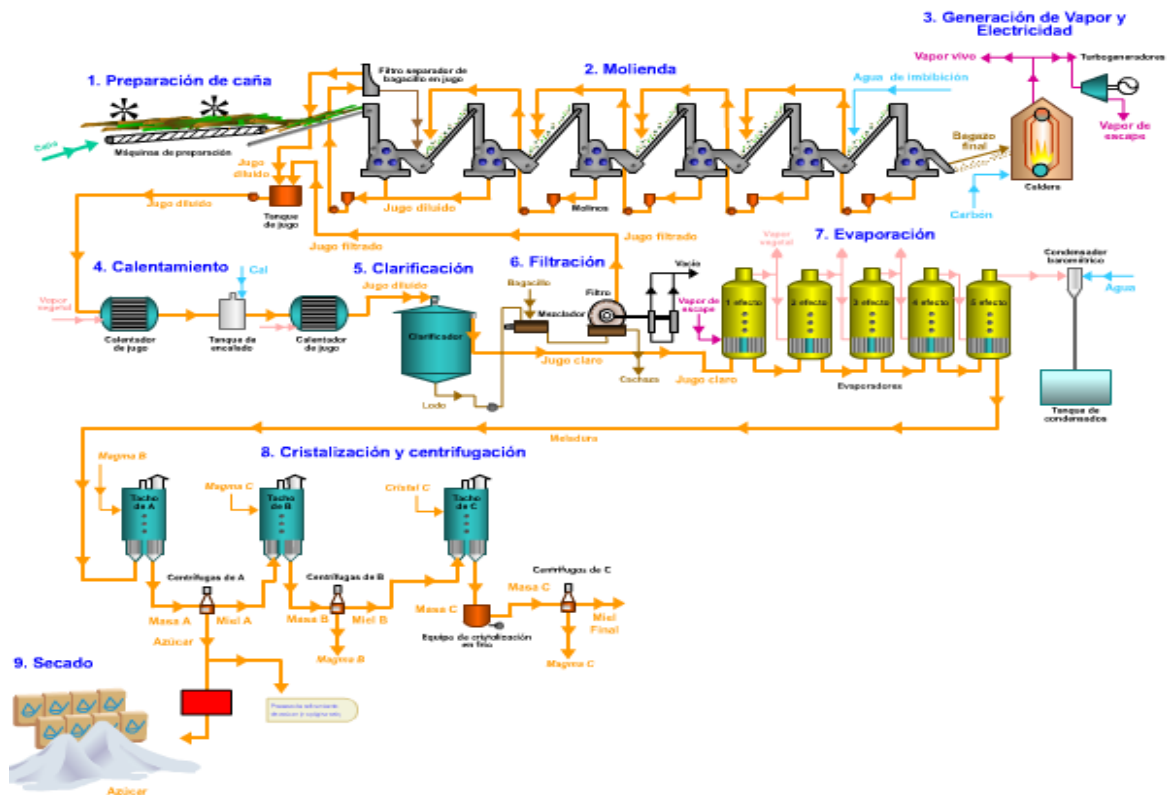 3. Generación de Vapor y
Electricidad
Vapor vivo
Turbogeneradores
Vapor de
escape
1. Preparación de caña
Filtro separador de
bagacillo en jugo
2. Molienda
Agua de imbibición
Caña
Máquinas de preparación
Bagazo
final
Caldera
Carbón
Jugo
diluido
Jugo diluido
Tanque
de jugo
Jugo diluido
Molinos
Jugo filtrado
Jugo filtrado
4. Calentamiento
Cal
Vapor
vegetal
Calentador
de jugo
Tanque de
encalado
Calentador
de jugo
5. Clarificación
Jugo diluido
Clarificador
Lodo
Jugo claro
6. Filtración
Bagacillo
Mezclador
Filtro
Vacío
Cachaza
7. Evaporación
Vapor
vegetal
Vapor de
escape
1 efecto
2 efecto
3 efecto
4 efecto
5 efecto
Jugo claro
Evaporadores
Condensador
barométrico
Agua
Tanque de
condensados
Meladura
8. Cristalización y centrifugación
Magma B
Tacho
de A
Magma C
Tacho
de B
Cristal C
Tacho
de C
Centrífugas de A
Masa A
Miel A
Azúcar
Centrífugas de B
Masa B
Miel B
Magma B
Masa C
Equipo de cristalización
en frío
Masa C
Centrífugas de C
Miel
Final
Magma C
9. Secado
Azúcar